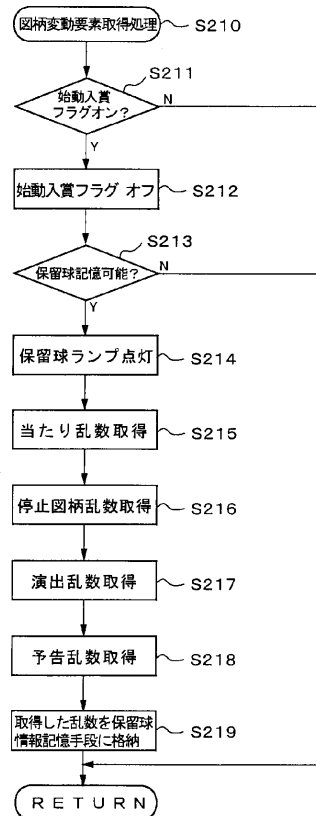 図柄変動要素取得処理 S210
S211
始動入賞
フラグオン? N
Y
始動入賞フラグ オフ S212
S213
保留球記憶可能? N
Y
保留球ランプ点灯 S214
当たり乱数取得 S215
停止図柄乱数取得 S216
演出乱数取得 S217
予告乱数取得 S218
取得した乱数を保留球
情報記憶手段に格納 S219
RETURN